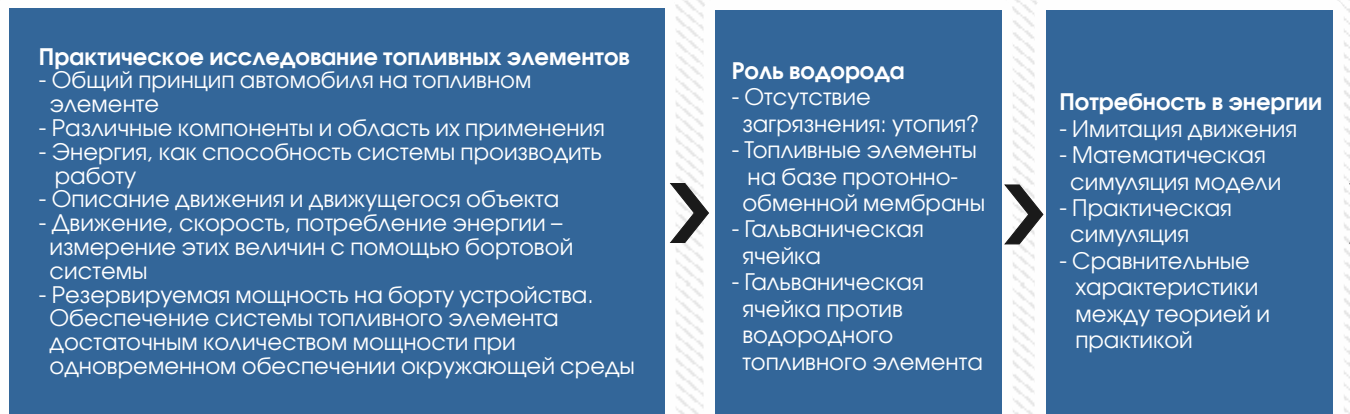 Практическое исследование топливных элементов
- Общий принцип автомобиля на топливном
элементе
- Различные компоненты и область их применения
- Энергия, как способность системы производить
работу
- Описание движения и движущегося объекта
- Движение, скорость, потребление энергии –
измерение этих величин с помощью бортовой
системы
- Резервируемая мощность на борту устройства.
Обеспечение системы топливного элемента
достаточным количеством мощности при
одновременном обеспечении окружающей среды
Роль водорода
- Отсутствие
загрязнения: утопия?
- Топливные элементы
на базе протонно-
обменной мембраны
- Гальваническая
ячейка
- Гальваническая
ячейка против
водородного
топливного элемента
Потребность в энергии
- Имитация движения
- Математическая
симуляция модели
- Практическая
симуляция
- Сравнительные
характеристики
между теорией и
практикой